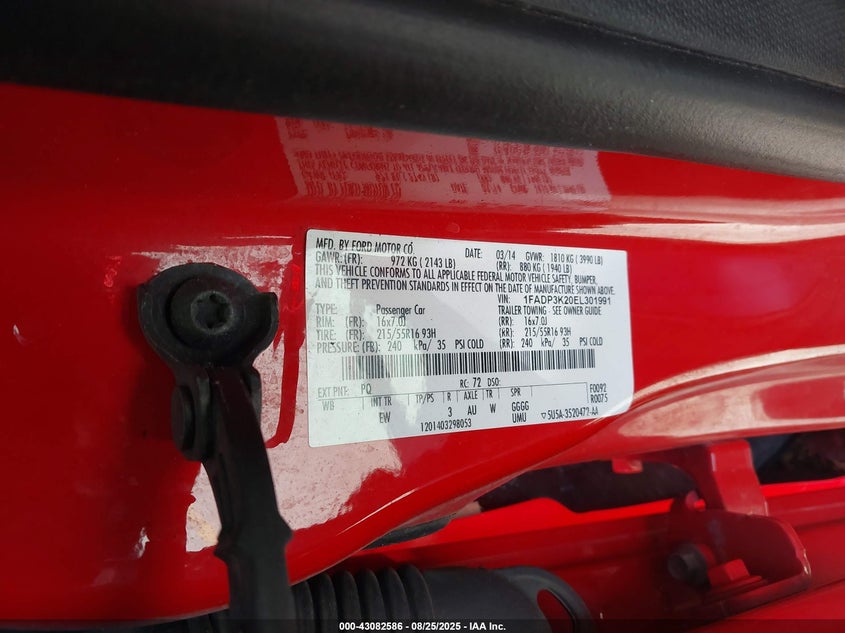 MFD. BY FORD MOTOR CO.
DATE: 03/14 GVWR: 1810 KG ( 3990 LB)
GAWR: (FR): 972 KG ( 2143 LB) (RR): 880 KG ( 1940 LB)
THIS VEHICLE CONFORMS TO ALL APPLICABLE FEDERAL MOTOR VEHICLE SAFETY, BUMPER,
AND THEFT PREVENTION STANDARDS IN EFFECT ON THE DATE OF MANUFACTURE SHOWN ABOVE.
VIN: 1FADP3K20EL301991
TYPE: Passenger Car TRAILER TOWING - SEE OWNER GUIDE
RIM: (FR): 16x7.0J (RR): 16x7.0J
TIRE: (FR): 215/55R16 93H (RR): 215/55R16 93H
PRESSURE: (FR): 240 kPa/ 35 PSI COLD (RR): 240 kPa/ 35 PSI COLD
EXT PNT: PQ RC: 72 DSO: F0092
WB INT TR TP/PS R AXLE TR SPR R0075
EW 3 AU W GGGG
UMU
1201403298053 ▽ 5U5A-3520472-AA
000-43082586 | 08/25/2025 | IAA Inc.